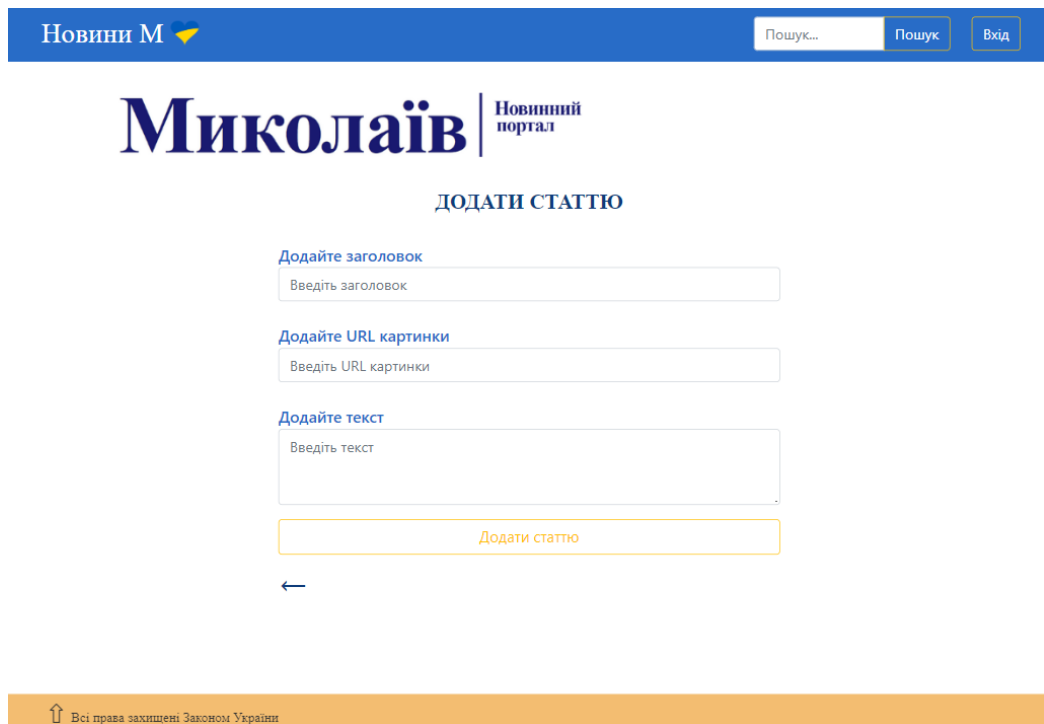 Новини М
Пошук...
Пошук
Вхід
Миколаїв
Новинний
портал
ДОДАТИ СТАТТЮ
Додайте заголовок
Введіть заголовок
Додайте URL картинки
Введіть URL картинки
Додайте текст
Введіть текст
Додати статтю
Всі права захищені Законом України